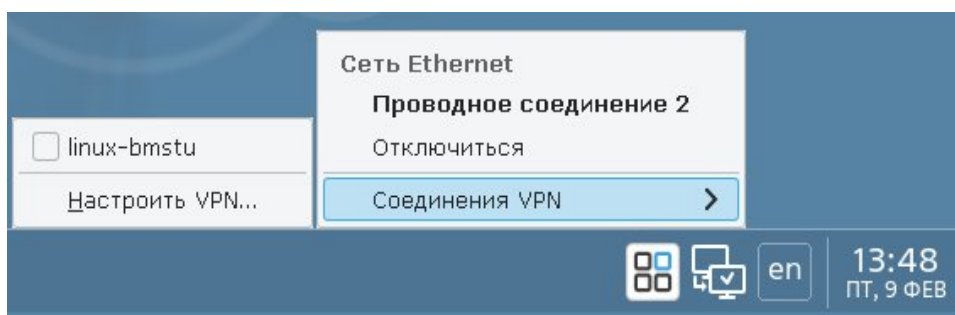 Сеть Ethernet
Проводное соединение 2
Отключиться
Соединения VPN
linux-bmstu
Настроить VPN...
en
13:48
ПТ, 9 ФЕВ